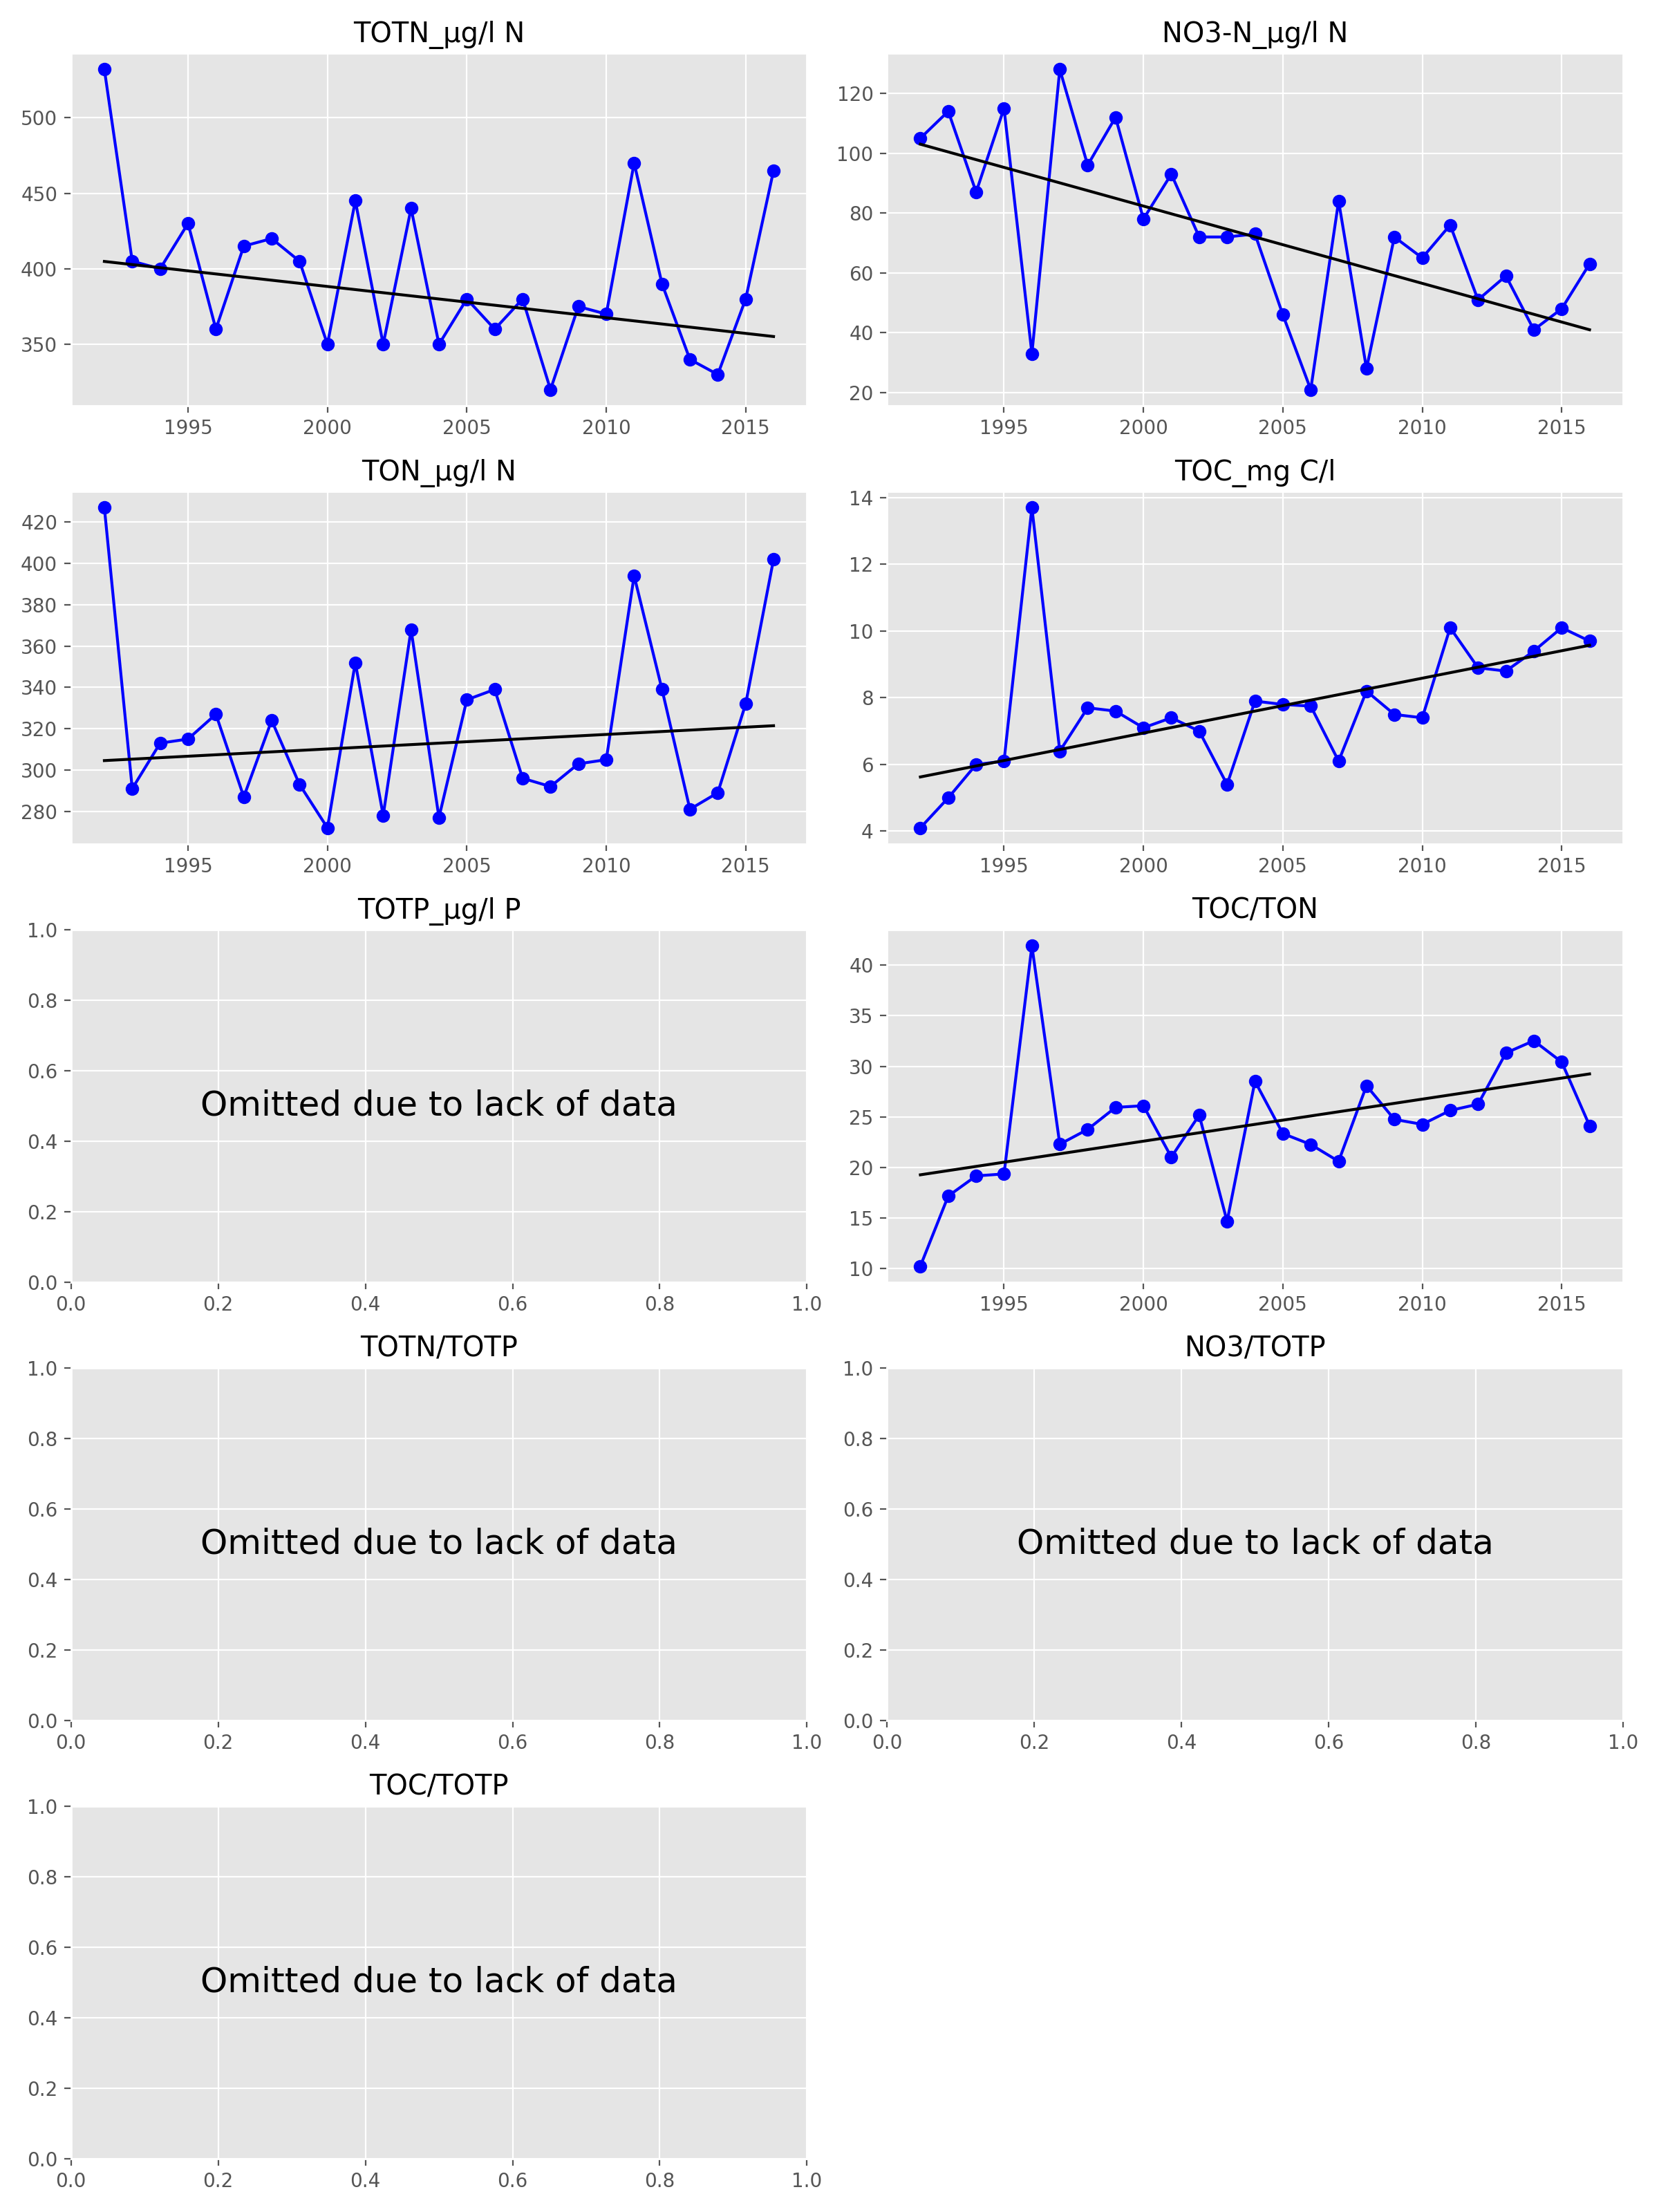 TOTN_µg/l N
500
450
400
350
1995 2000 2005 2010 2015
NO3-N_µg/l N
120
100
80
60
40
20
1995 2000 2005 2010 2015
TON_µg/l N
420
400
380
360
340
320
300
280
1995 2000 2005 2010 2015
TOC_mg C/l
14
12
10
8
6
4
1995 2000 2005 2010 2015
TOTP_µg/l P
1.0
0.8
0.6
Omitted due to lack of data
0.4
0.2
0.0
0.0 0.2 0.4 0.6 0.8 1.0
TOC/TON
40
35
30
25
20
15
10
1995 2000 2005 2010 2015
TOTN/TOTP
1.0
0.8
0.6
Omitted due to lack of data
0.4
0.2
0.0
0.0 0.2 0.4 0.6 0.8 1.0
NO3/TOTP
1.0
0.8
0.6
Omitted due to lack of data
0.4
0.2
0.0
0.0 0.2 0.4 0.6 0.8 1.0
TOC/TOTP
1.0
0.8
0.6
Omitted due to lack of data
0.4
0.2
0.0
0.0 0.2 0.4 0.6 0.8 1.0